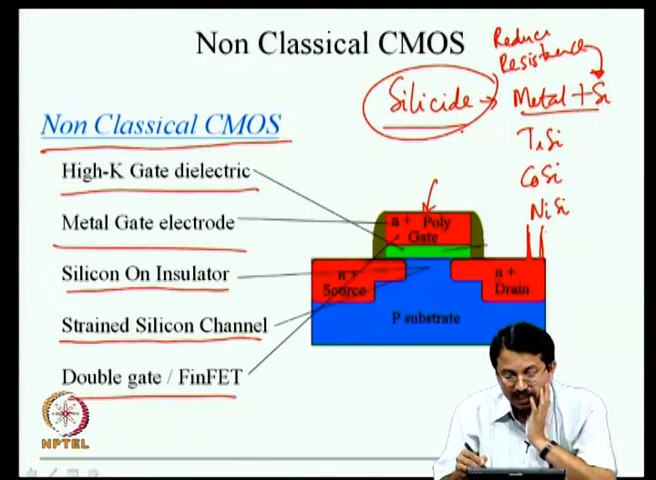 Non Classical CMOS
Reduce
Resistance
Silicide → Metal + Si
TiSi
CoSi
NiSi
Non Classical CMOS
High-K Gate dielectric
Metal Gate electrode
Silicon On Insulator
Strained Silicon Channel
Double gate / FinFET
n+ Poly
Gate
n+
Source
n+
Drain
P substrate
NPTEL